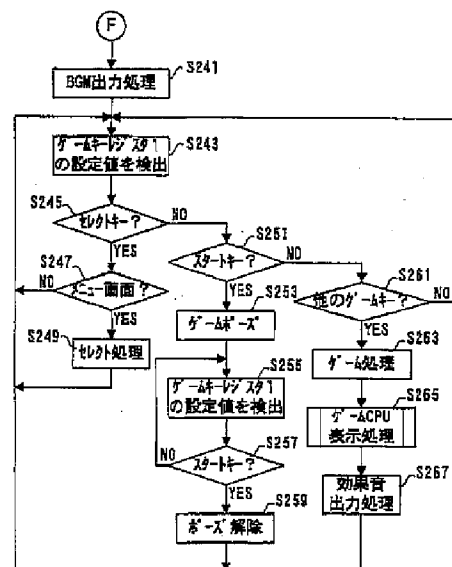 F
BGM出力処理
S241
ゲームキーレジスタ1
の設定値を検出
S243
S245
セレクトキー?
NO
YES
S247
メニュー画面?
NO
YES
S249
セレクト処理
S251
スタートキー?
NO
YES
S253
ゲームポーズ
S255
ゲームキーレジスタ1
の設定値を検出
S257
スタートキー?
NO
YES
S259
ポーズ解除
S261
他のゲームキー?
NO
YES
S263
ゲーム処理
S265
ゲームCPU
表示処理
S267
効果音
出力処理